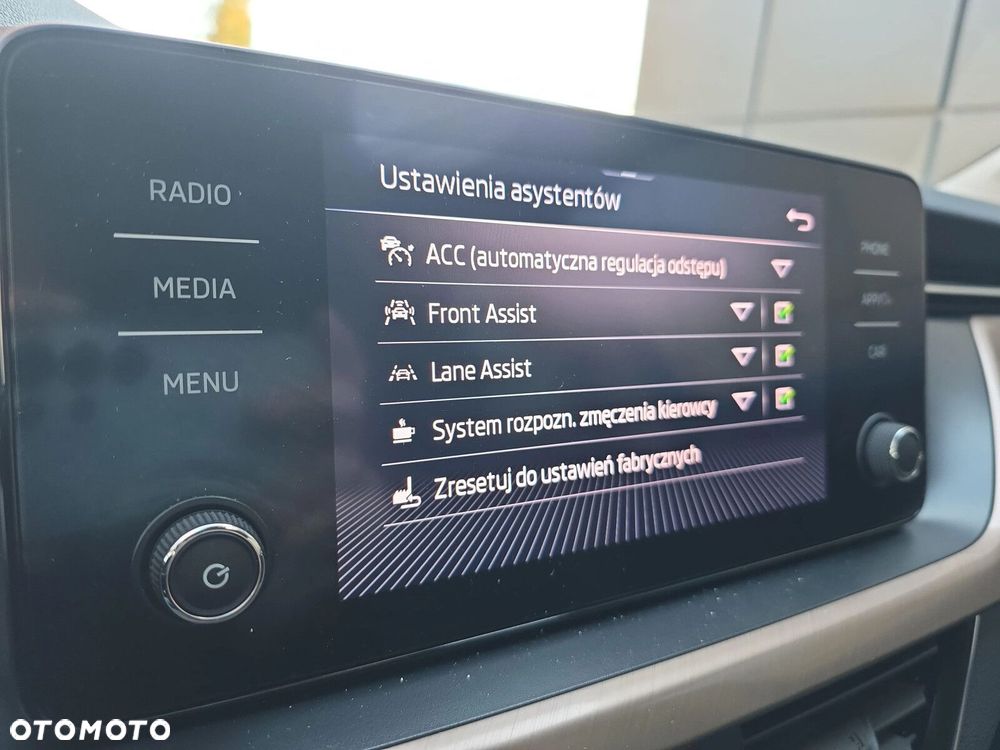 RADIO
MEDIA
MENU
Ustawienia asystentów
ACC (automatyczna regulacja odstępu)
Front Assist
Lane Assist
System rozpozn. zmęczenia kierowcy
Zresetuj do ustawień fabrycznych
PHONE
CAR
OTOMOTO